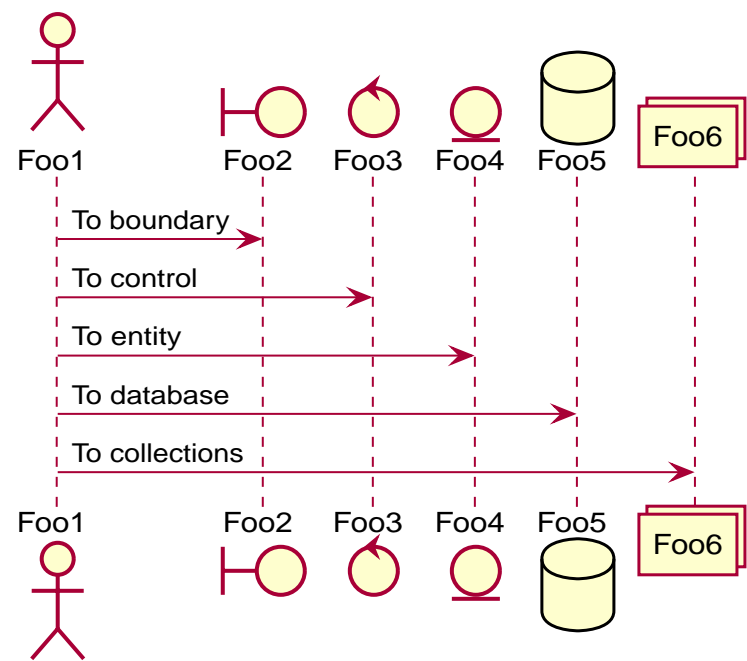 Foo1 Foo2 Foo3 Foo4 Foo5 Foo6
To boundary
To control
To entity
To database
To collections
Foo1 Foo2 Foo3 Foo4 Foo5 Foo6